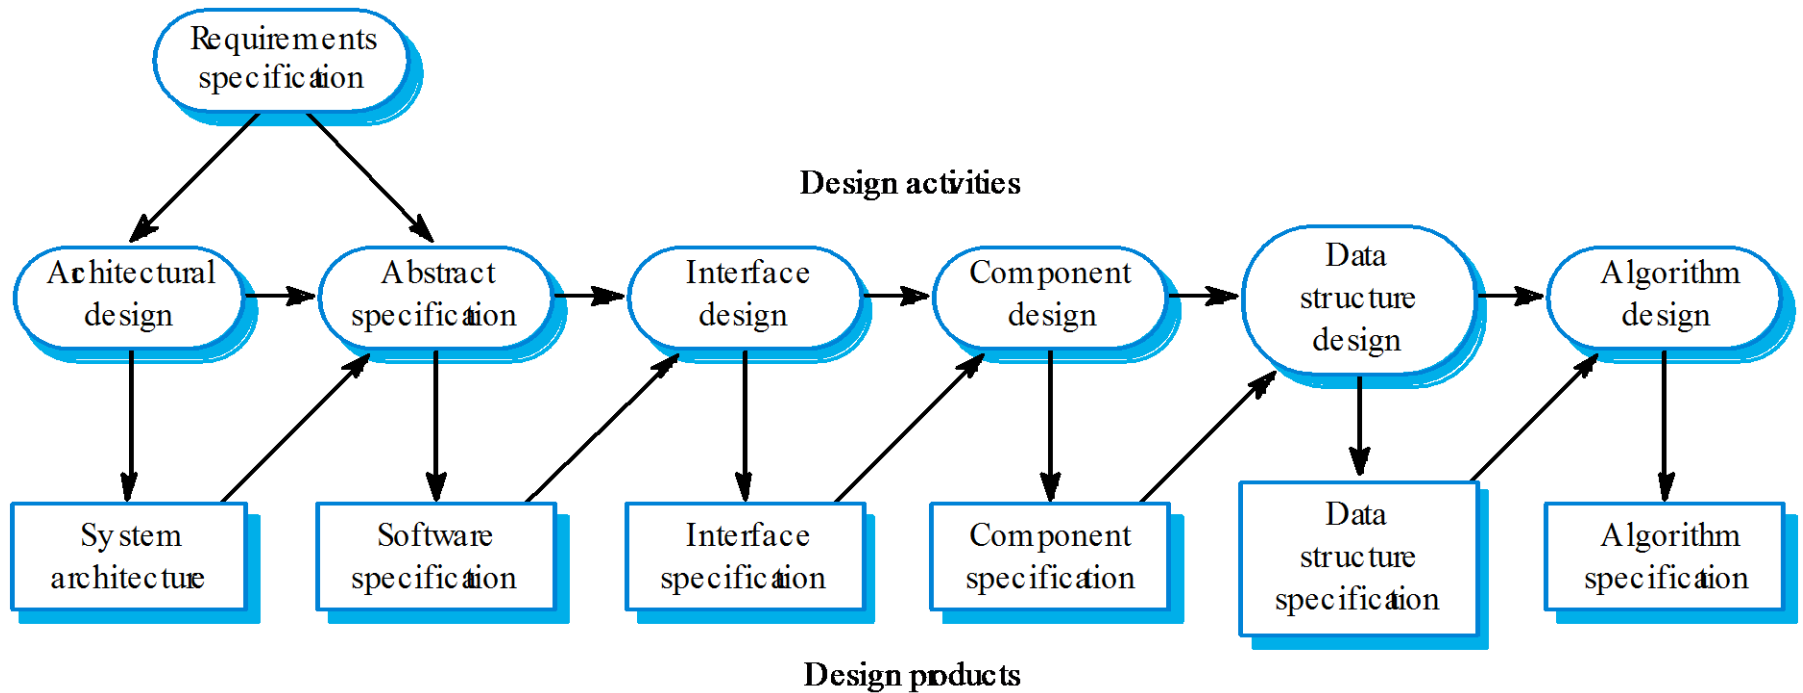 Requirements
specification
Design activities
Architectural
design
Abstract
specification
Interface
design
Component
design
Data
structure
design
Algorithm
design
System
architecture
Software
specification
Interface
specification
Component
specification
Data
structure
specification
Algorithm
specification
Design products